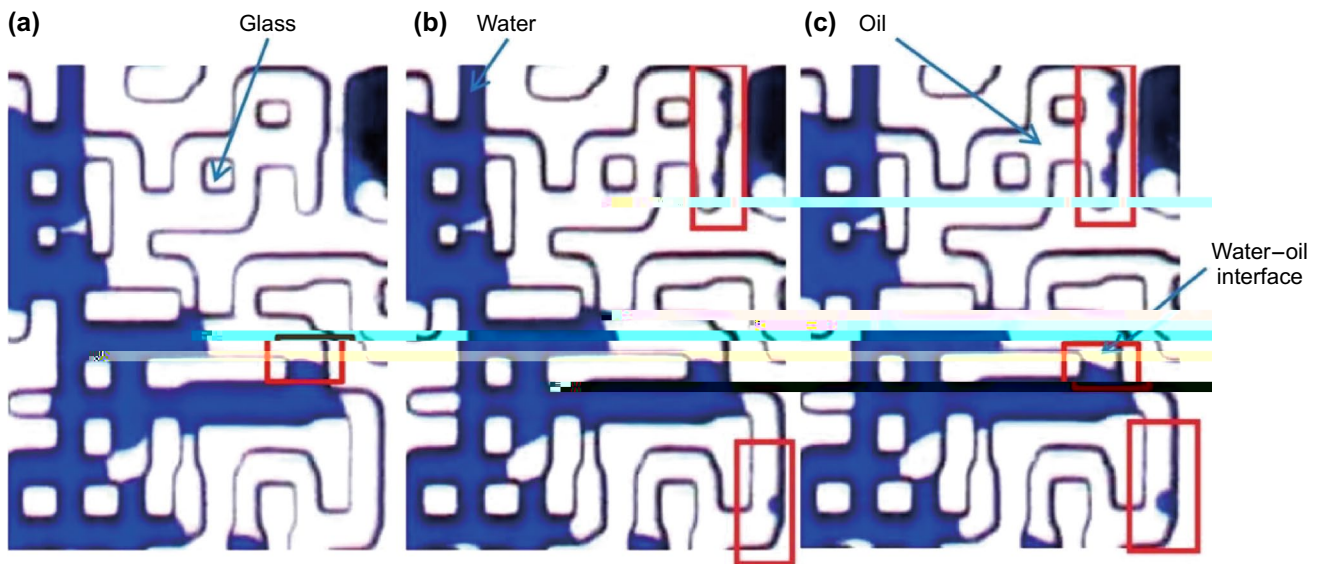 (a)
Glass
(b)
Water
(c)
Oil
Water–oil
interface